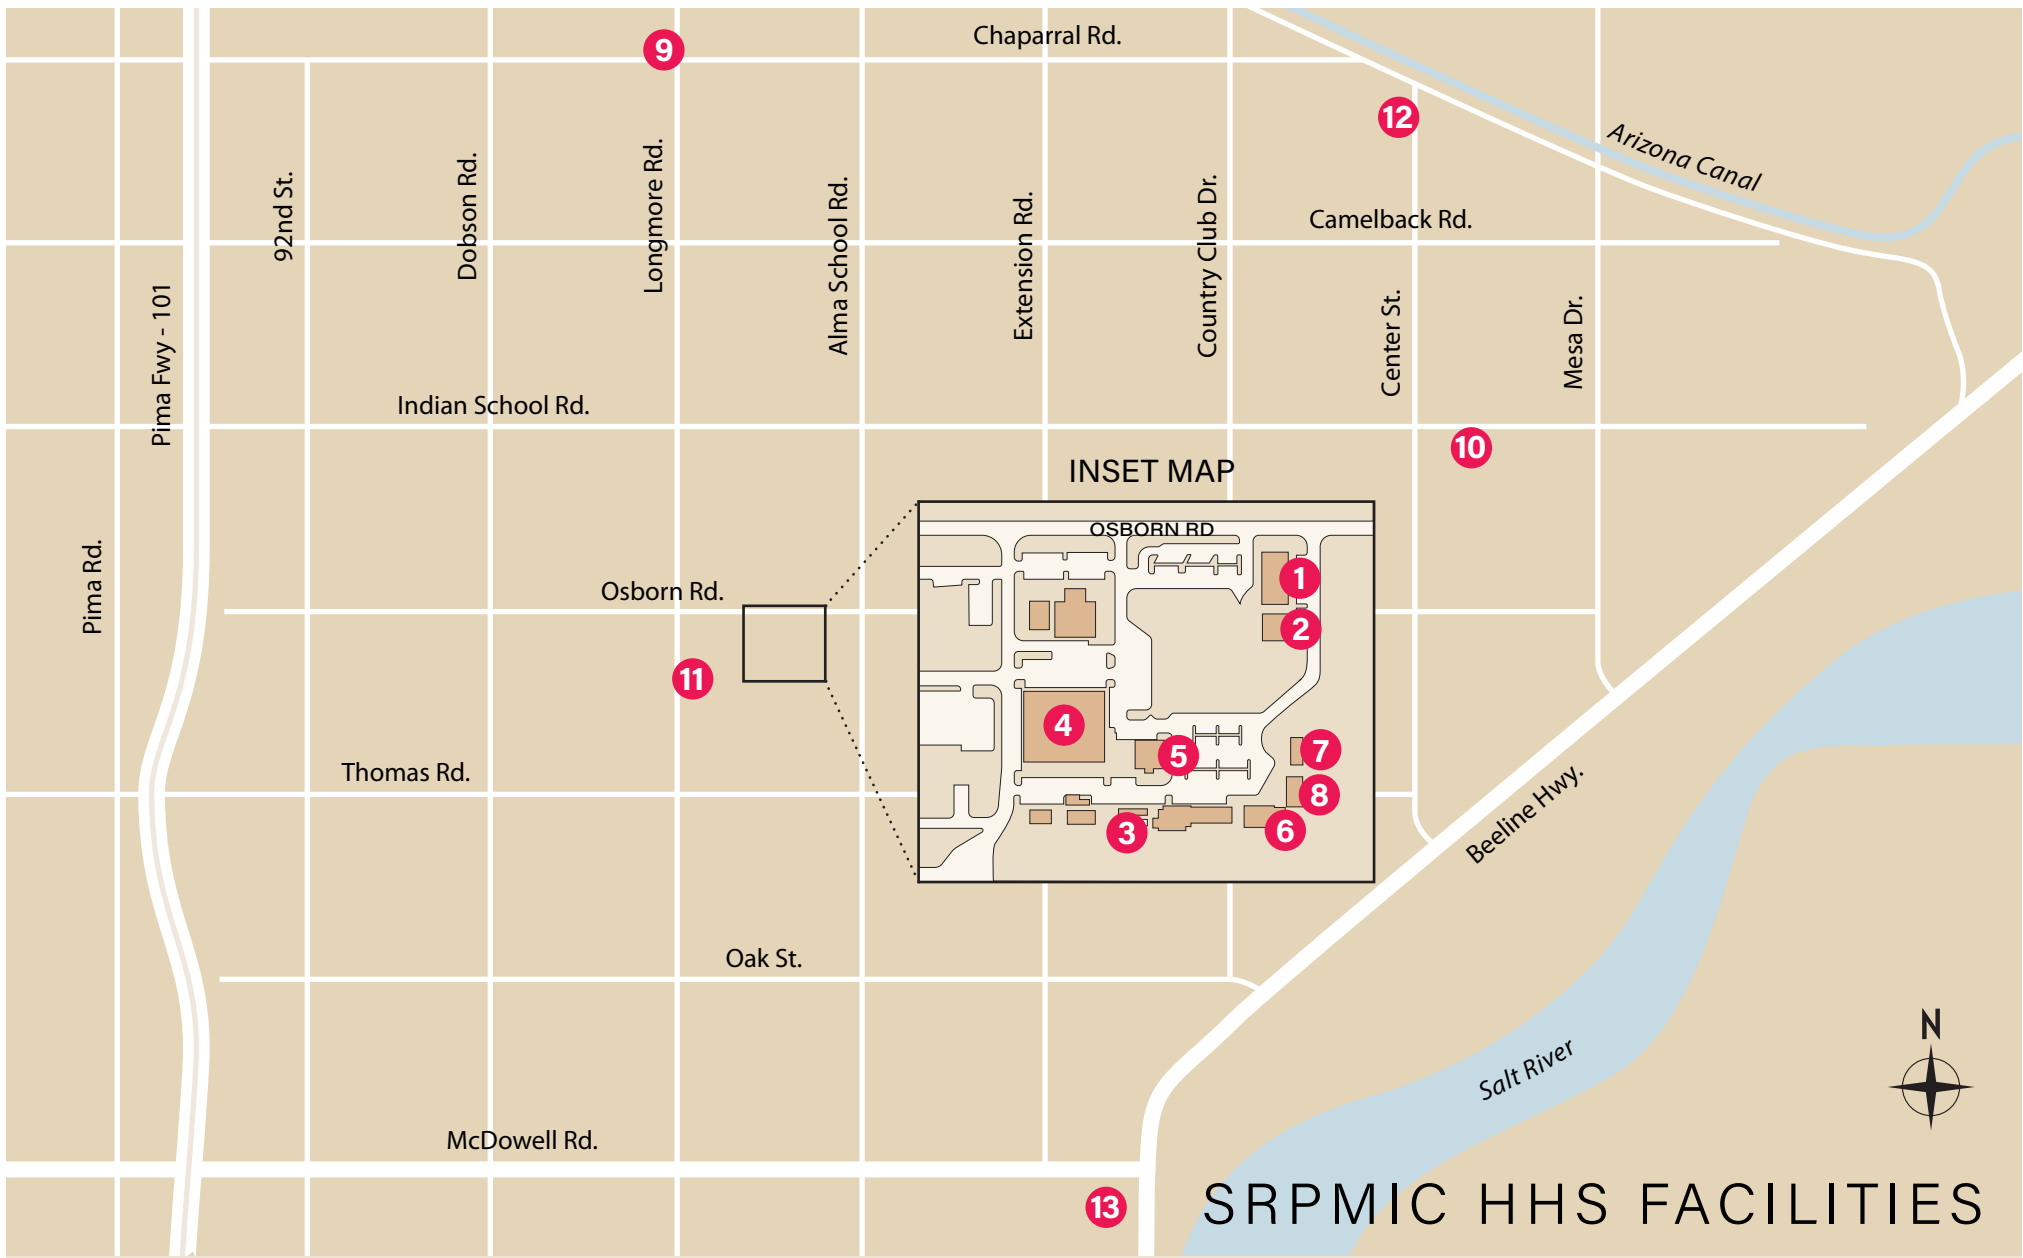 Chaparral Rd.
9
12
Arizona Canal
92nd St.
Dobson Rd.
Longmore Rd.
Alma School Rd.
Extension Rd.
Country Club Dr.
Camelback Rd.
Center St.
Mesa Dr.
Pima Fwy - 101
Indian School Rd.
10
INSET MAP
OSBORN RD
1
2
Pima Rd.
Osborn Rd.
11
4
5
7
8
3
6
Thomas Rd.
Beeline Hwy.
Oak St.
N
Salt River
McDowell Rd.
13
SRPMIC HHS FACILITIES